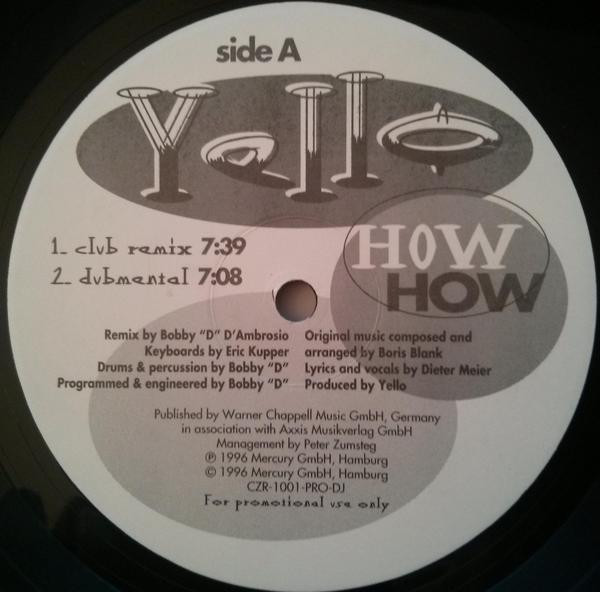 side A
Yello
HOW
HOW
1_ club remix 7:39
2_ dubmental 7:08
Remix by Bobby “D” D’Ambrosio
Keyboards by Eric Kupper
Drums & percussion by Bobby “D”
Programmed & engineered by Bobby “D”
Original music composed and
arranged by Boris Blank
Lyrics and vocals by Dieter Meier
Produced by Yello
Published by Warner Chappell Music GmbH, Germany
in association with Axxis Musikverlag GmbH
Management by Peter Zumsteg
℗ 1996 Mercury GmbH, Hamburg
© 1996 Mercury GmbH, Hamburg
CZR-1001-PRO-DJ
For promotional use only